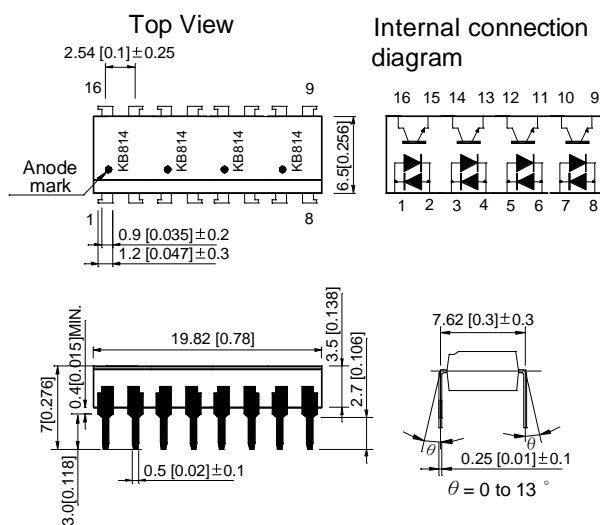 Top View
2.54 [0.1]±0.25
16
9
KB814
KB814
KB814
KB814
Anode
mark
6.5[0.256]
1
8
0.9 [0.035]±0.2
1.2 [0.047]±0.3
Internal connection
diagram
16 15 14 13 12 11 10 9
1 2 3 4 5 6 7 8
19.82 [0.78]
3.5 [0.138]
2.7 [0.106]
0.4[0.015]MIN.
7[0.276]
3.0[0.118]
0.5 [0.02]±0.1
7.62 [0.3]±0.3
θ
θ
0.25 [0.01]±0.1
θ = 0 to 13 °